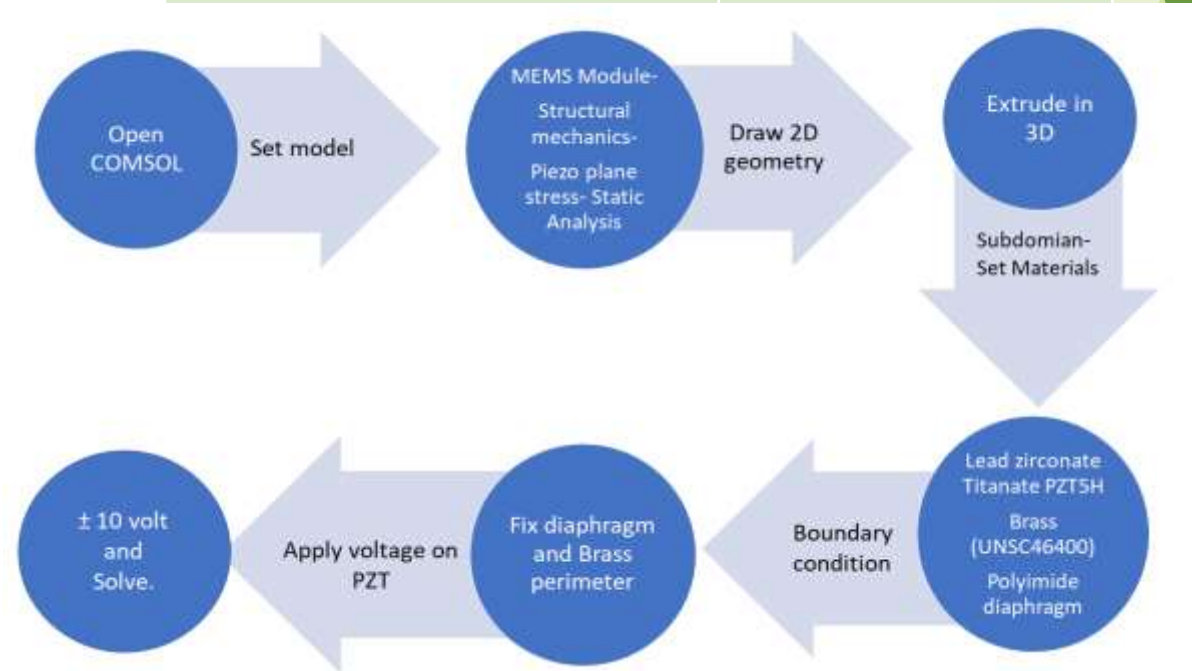 Open
COMSOL
Set model
MEMS Module-
Structural
mechanics-
Piezo plane
stress- Static
Analysis
Draw 2D
geometry
Extrude in
3D
Subdomian-
Set Materials
Lead zirconate
Titanate PZT5H
Brass
(UNSC46400)
Polyimide
diaphragm
Boundary
condition
Fix diaphragm
and Brass
perimeter
Apply voltage on
PZT
± 10 volt
and
Solve.